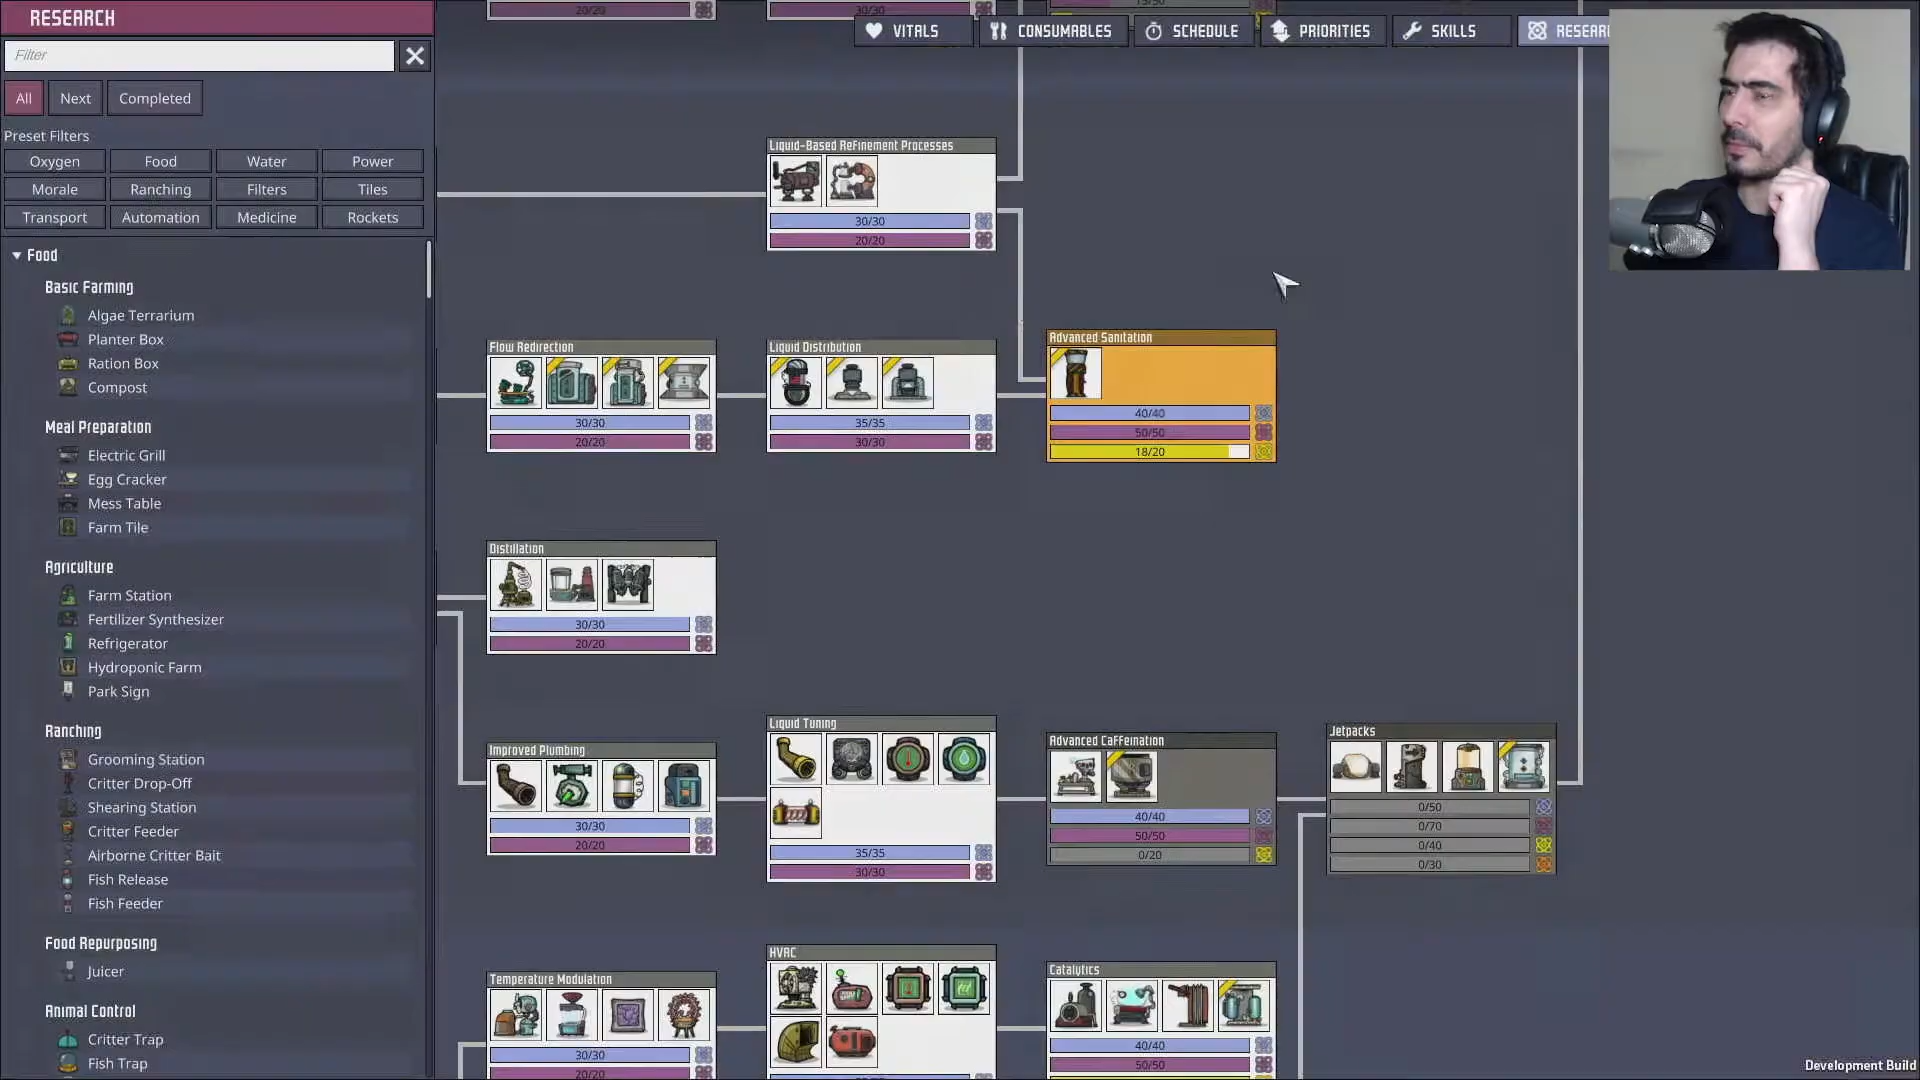 RESEARCH
VITALS
CONSUMABLES
SCHEDULE
PRIORITIES
SKILLS
RESEAR
Filter
All
Next
Completed
Preset Filters
Oxygen
Food
Water
Power
Morale
Ranching
Filters
Tiles
Transport
Automation
Medicine
Rockets
Food
Basic Farming
Algae Terrarium
Planter Box
Ration Box
Compost
Meal Preparation
Electric Grill
Egg Cracker
Mess Table
Farm Tile
Agriculture
Farm Station
Fertilizer Synthesizer
Refrigerator
Hydroponic Farm
Park Sign
Ranching
Grooming Station
Critter Drop-Off
Shearing Station
Critter Feeder
Airborne Critter Bait
Fish Release
Fish Feeder
Food Repurposing
Juicer
Animal Control
Critter Trap
Fish Trap
20/20
30/30
Liquid-Based Refinement Processes
30/30
20/20
Flow Redirection
30/30
20/20
Liquid Distribution
35/35
30/30
Advanced Sanitation
40/40
50/50
18/20
Distillation
30/30
20/20
Improved Plumbing
30/30
20/20
Liquid Tuning
35/35
30/30
Advanced Caffeination
40/40
50/50
0/20
Jetpacks
0/50
0/70
0/40
0/30
Temperature Modulation
30/30
20/20
HVAC
Catalytics
40/40
50/50
Development Build